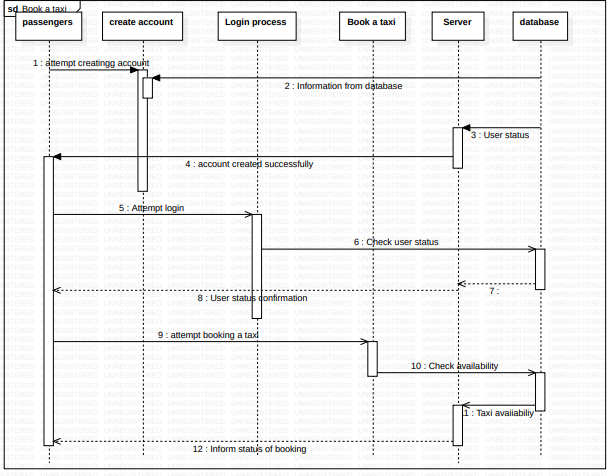 sd Book a taxi
passengers
create account
Login process
Book a taxi
Server
database
1 : attempt creatingg account
2 : Information from database
3 : User status
4 : account created successfully
5 : Attempt login
6 : Check user status
7 :
8 : User status confirmation
9 : attempt booking a taxi
10 : Check availability
1 : Taxi avaiiabiliy
12 : Inform status of booking